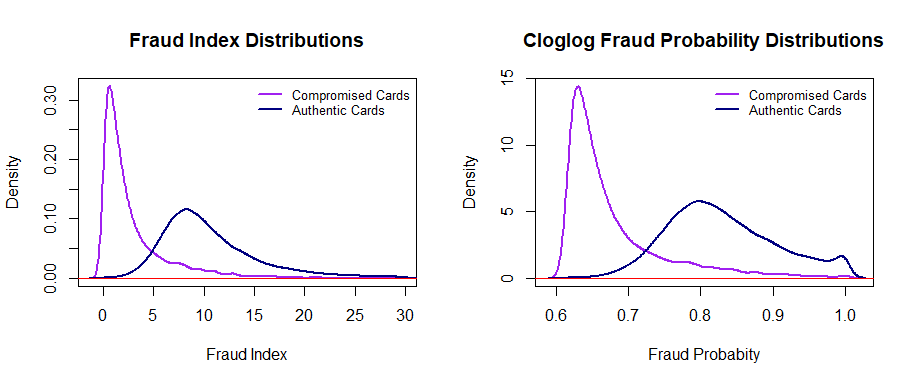 Fraud Index Distributions
Density
0.00
0.10
0.20
0.30
Compromised Cards
Authentic Cards
0 5 10 15 20 25 30
Fraud Index
Cloglog Fraud Probability Distributions
Density
0
5
10
15
Compromised Cards
Authentic Cards
0.6 0.7 0.8 0.9 1.0
Fraud Probabity